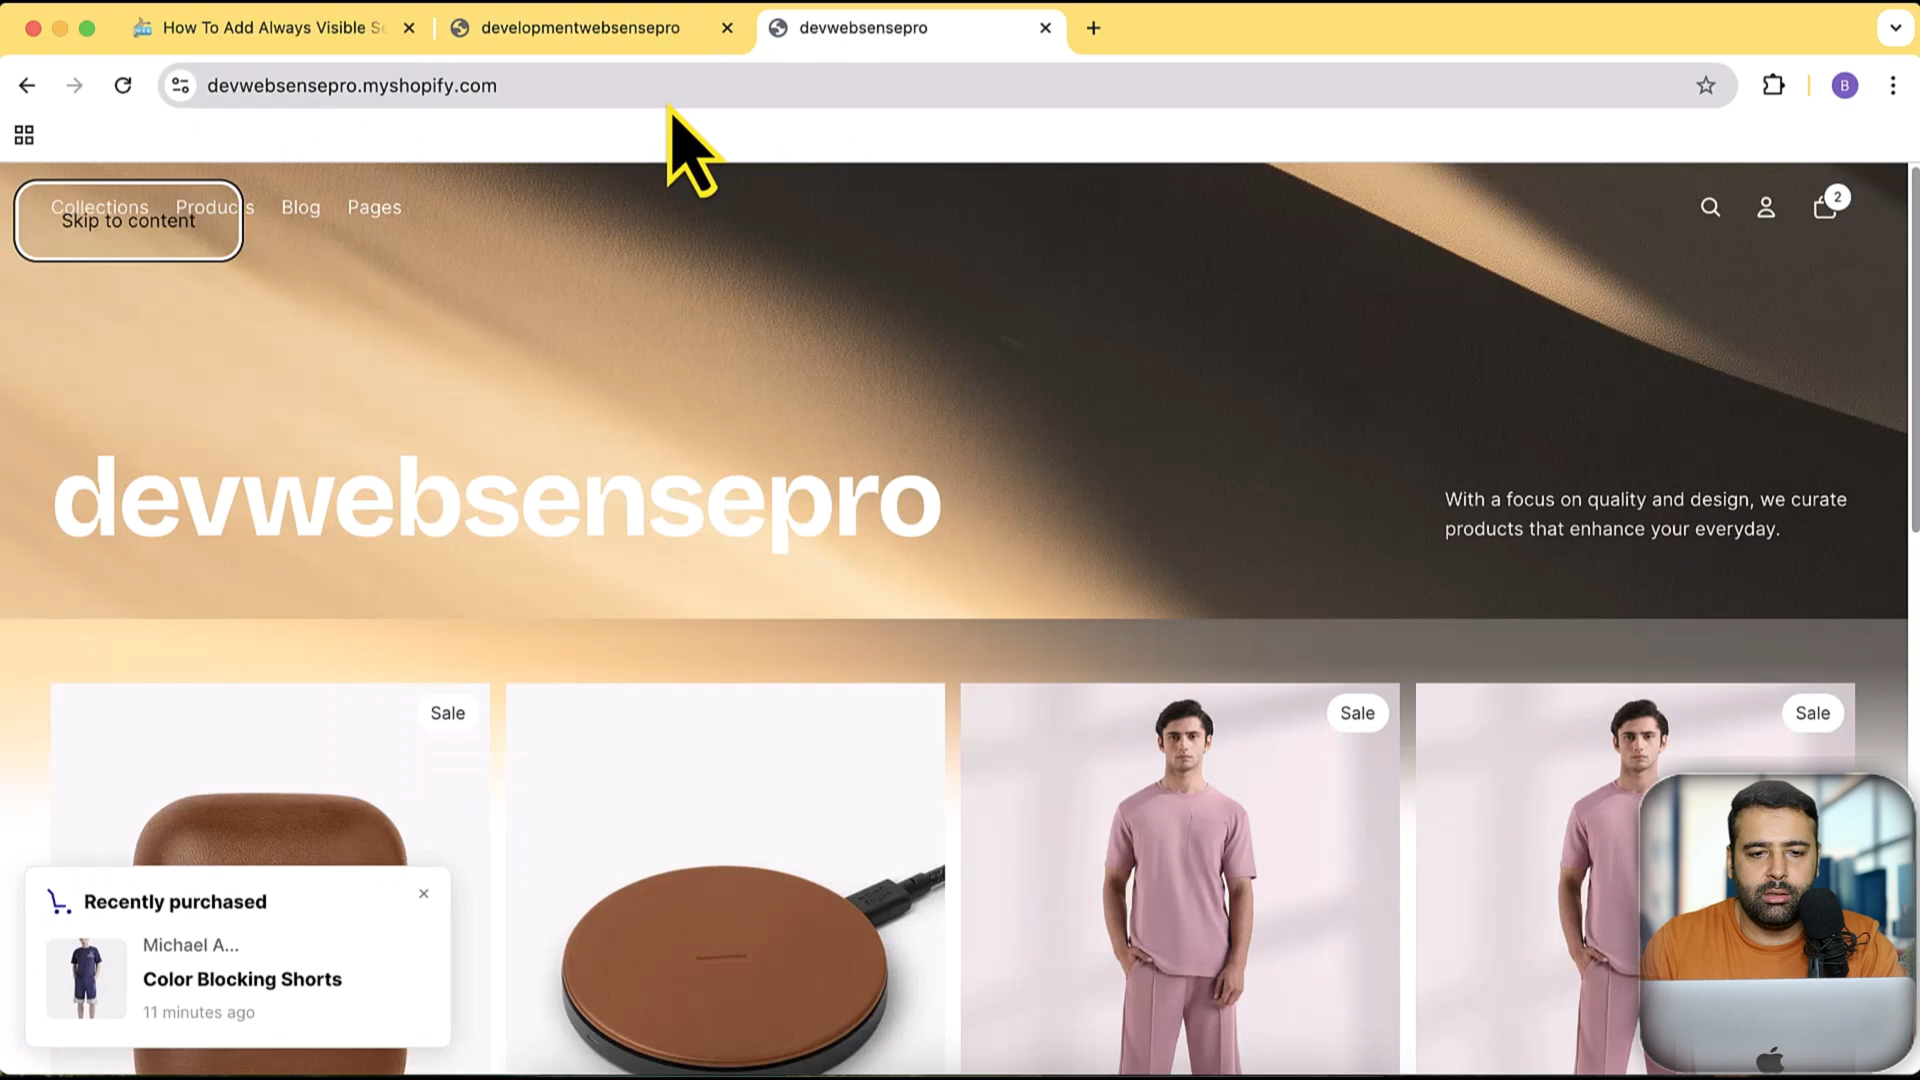 How To Add Always Visible Se
developmentwebsensepro
devwebsensepro
devwebsensepro.myshopify.com
B
Collections Products Blog Pages
Skip to content
2
devwebsensepro
With a focus on quality and design, we curate
products that enhance your everyday.
Sale
Sale
Sale
Recently purchased
Michael A...
Color Blocking Shorts
11 minutes ago